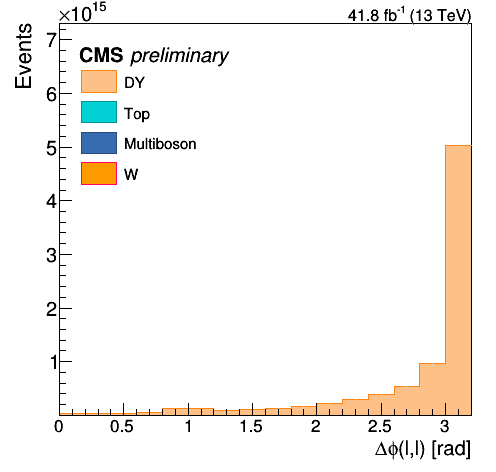 ×10¹⁵
41.8 fb⁻¹ (13 TeV)
Events
CMS preliminary
DY
Top
Multiboson
W
7
6
5
4
3
2
1
0 0.5 1 1.5 2 2.5 3
Δϕ(l,l) [rad]